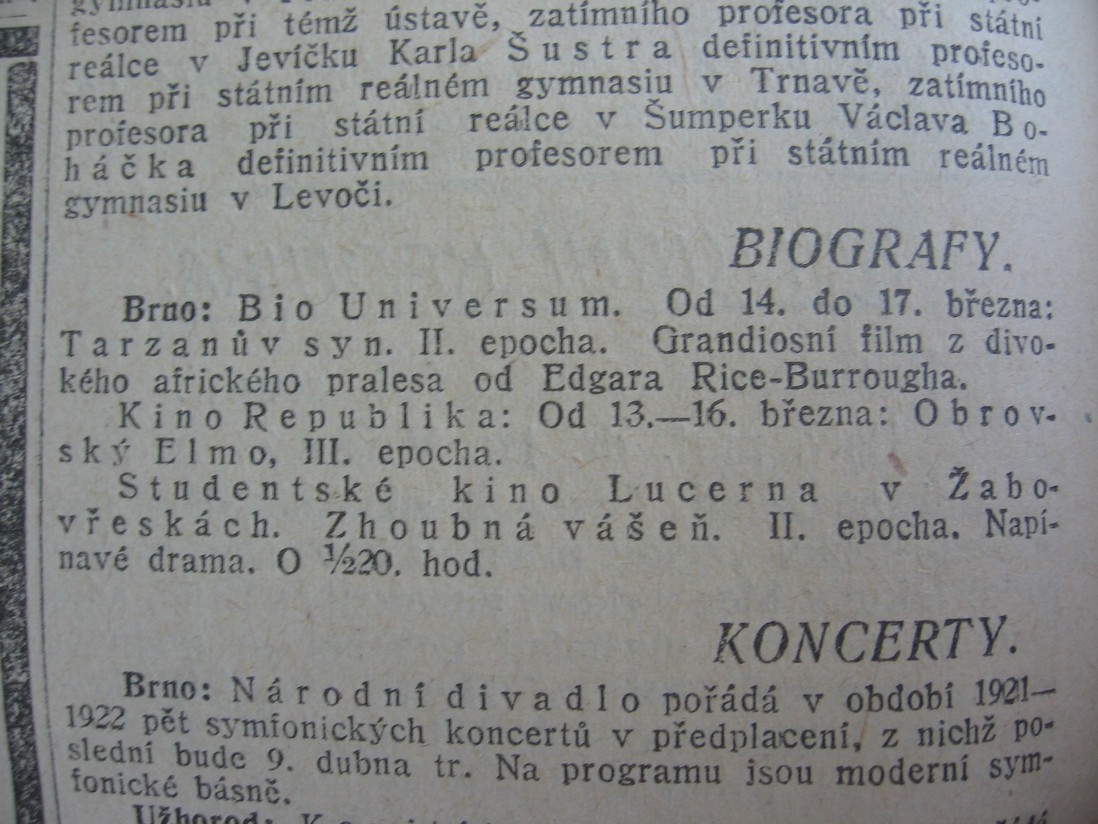 gymnasiu v
fesorem při témž ústavě, zatímního profesora při státní
reálce v Jevíčku Karla Šustra definitivním profeso-
rem při státním reálném gymnasiu v Trnavě, zatímního
profesora při státní reálce v Šumperku Václava Bo-
háčka definitivním profesorem při státním reálném
gymnasiu v Levoči.
BIOGRAFY.
Brno: Bio Universum. Od 14. do 17. března:
Tarzanův syn. II. epocha. Grandiosní film z divo-
kého afrického pralesa od Edgara Rice-Burrougha.
Kino Republika: Od 13.—16. března: Obrov-
ský Elmo, III. epocha.
Studentské kino Lucerna v Žabo-
vřeskách. Zhoubná vášeň. II. epocha. Napí-
navé drama. O ½20. hod.
KONCERTY.
Brno: Národní divadlo pořádá v období 1921—
1922 pět symfionických koncertů v předplacení, z nichž po-
slední bude 9. dubna tr. Na programu jsou moderní sym-
fonické básně.
Užhorod: